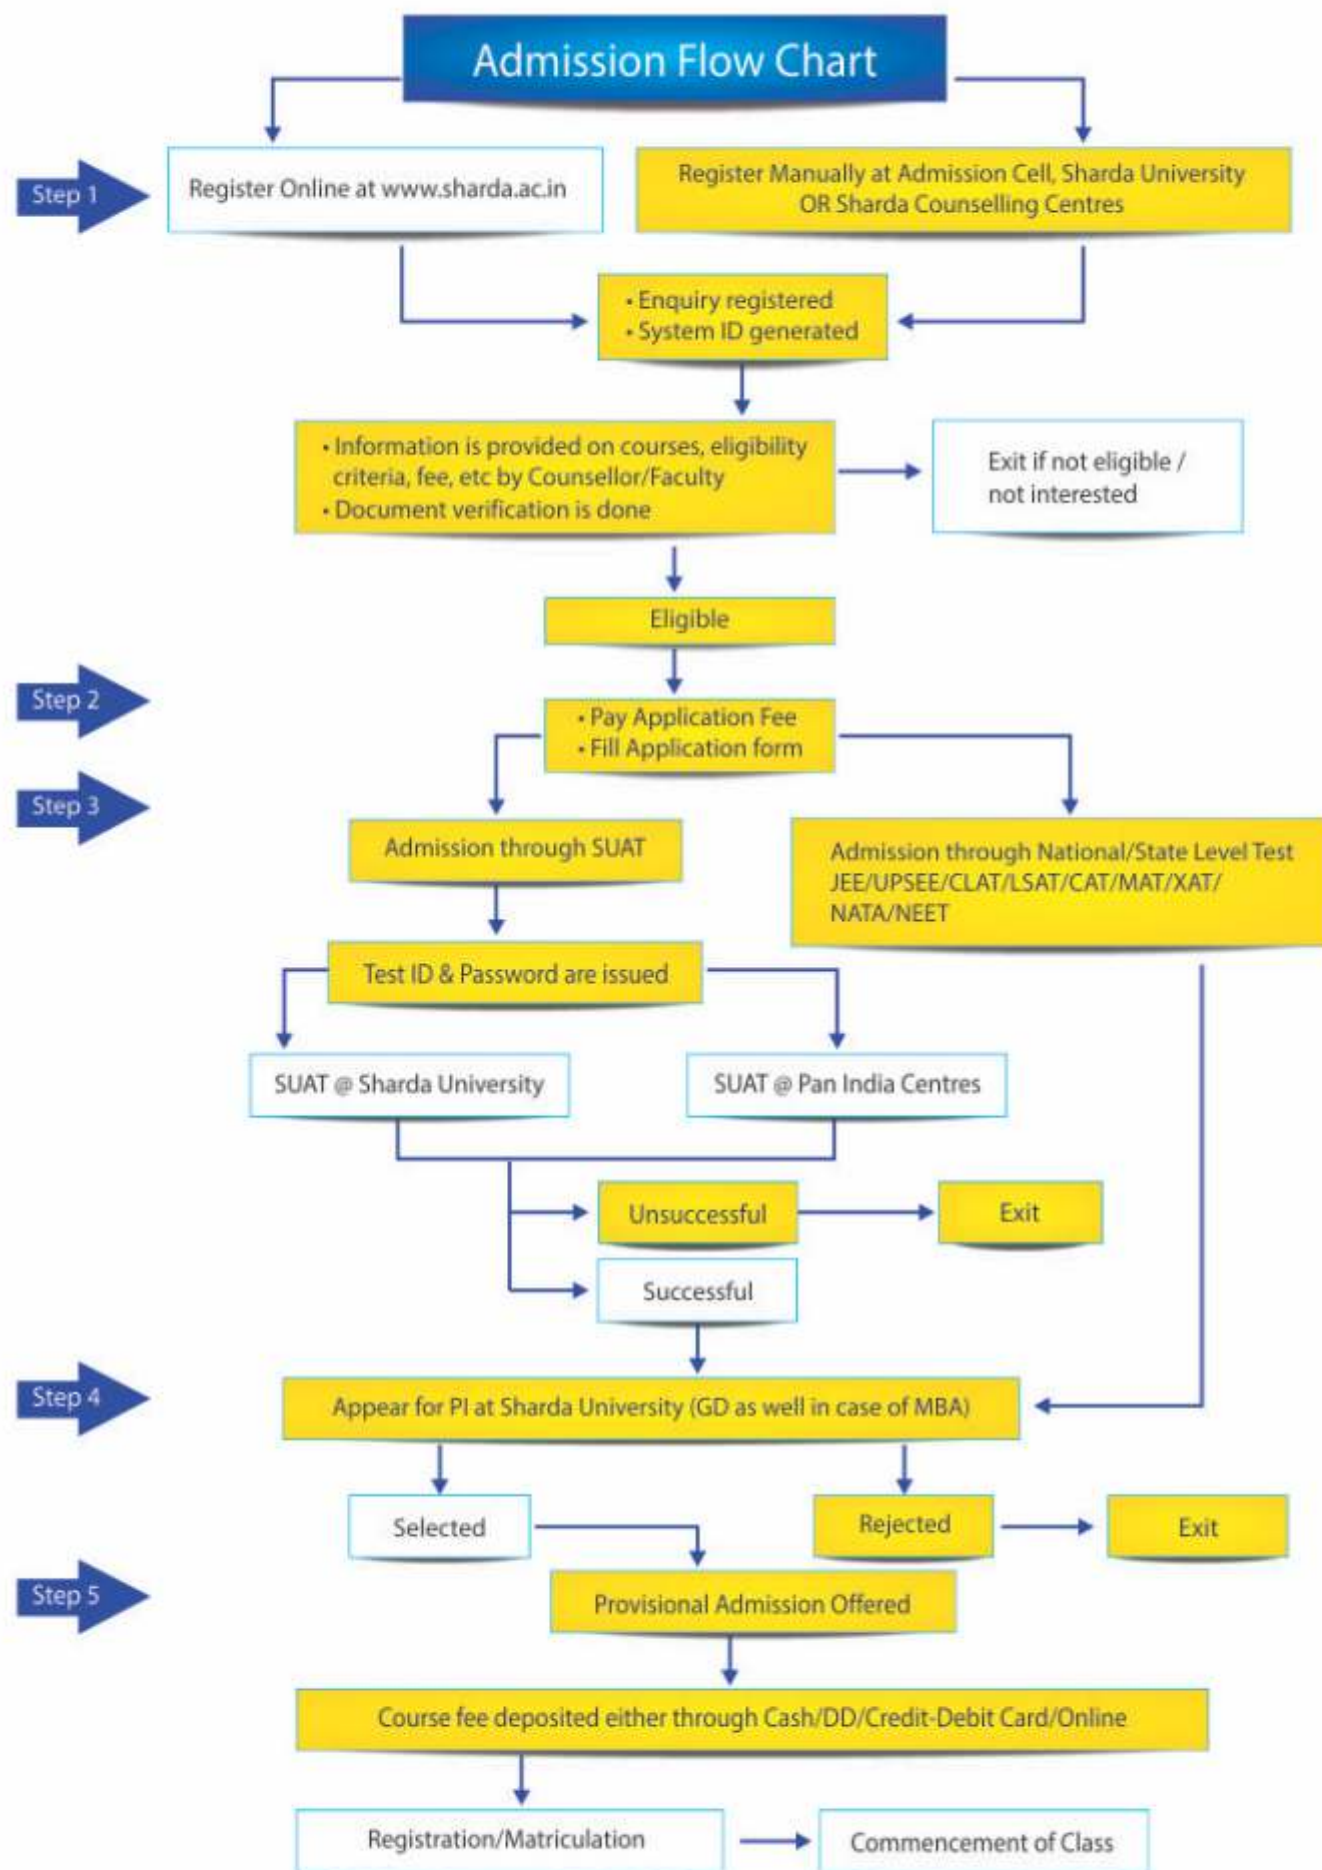 Admission Flow Chart
Step 1
Register Online at www.sharda.ac.in
Register Manually at Admission Cell, Sharda University
OR Sharda Counselling Centres
• Enquiry registered
• System ID generated
• Information is provided on courses, eligibility
criteria, fee, etc by Counsellor/Faculty
• Document verification is done
Exit if not eligible /
not interested
Eligible
Step 2
• Pay Application Fee
• Fill Application form
Step 3
Admission through SUAT
Admission through National/State Level Test
JEE/UPSEE/CLAT/LSAT/CAT/MAT/XAT/
NATA/NEET
Test ID & Password are issued
SUAT @ Sharda University
SUAT @ Pan India Centres
Unsuccessful
Exit
Successful
Step 4
Appear for PI at Sharda University (GD as well in case of MBA)
Selected
Rejected
Exit
Step 5
Provisional Admission Offered
Course fee deposited either through Cash/DD/Credit-Debit Card/Online
Registration/Matriculation
Commencement of Class